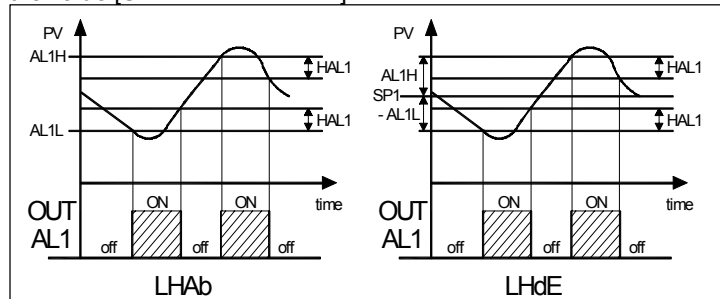 PV
AL1H
HAL1
HAL1
AL1L
time
OUT
AL1
off
ON
off
ON
off
LHAb
PV
AL1H
SP1
- AL1L
HAL1
HAL1
time
OUT
AL1
off
ON
off
ON
off
LHdE